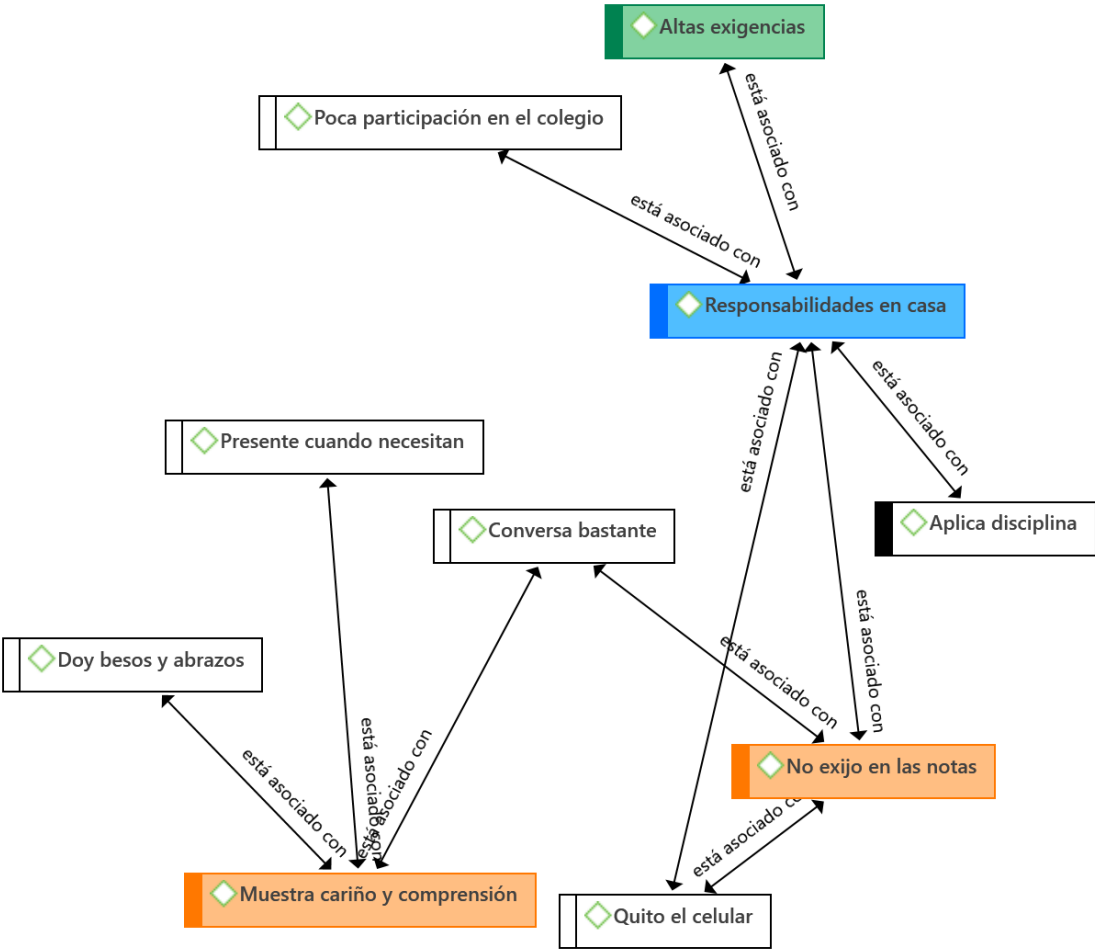 Altas exigencias
Poca participación en el colegio
está asociado con
está asociado con
Responsabilidades en casa
está asociado con
está asociado con
Presente cuando necesitan
Conversa bastante
Aplica disciplina
está asociado con
está asociado con
Doy besos y abrazos
está asociado con
está asociado con
está asociado con
No exijo en las notas
está asociado con
Muestra cariño y comprensión
Quito el celular